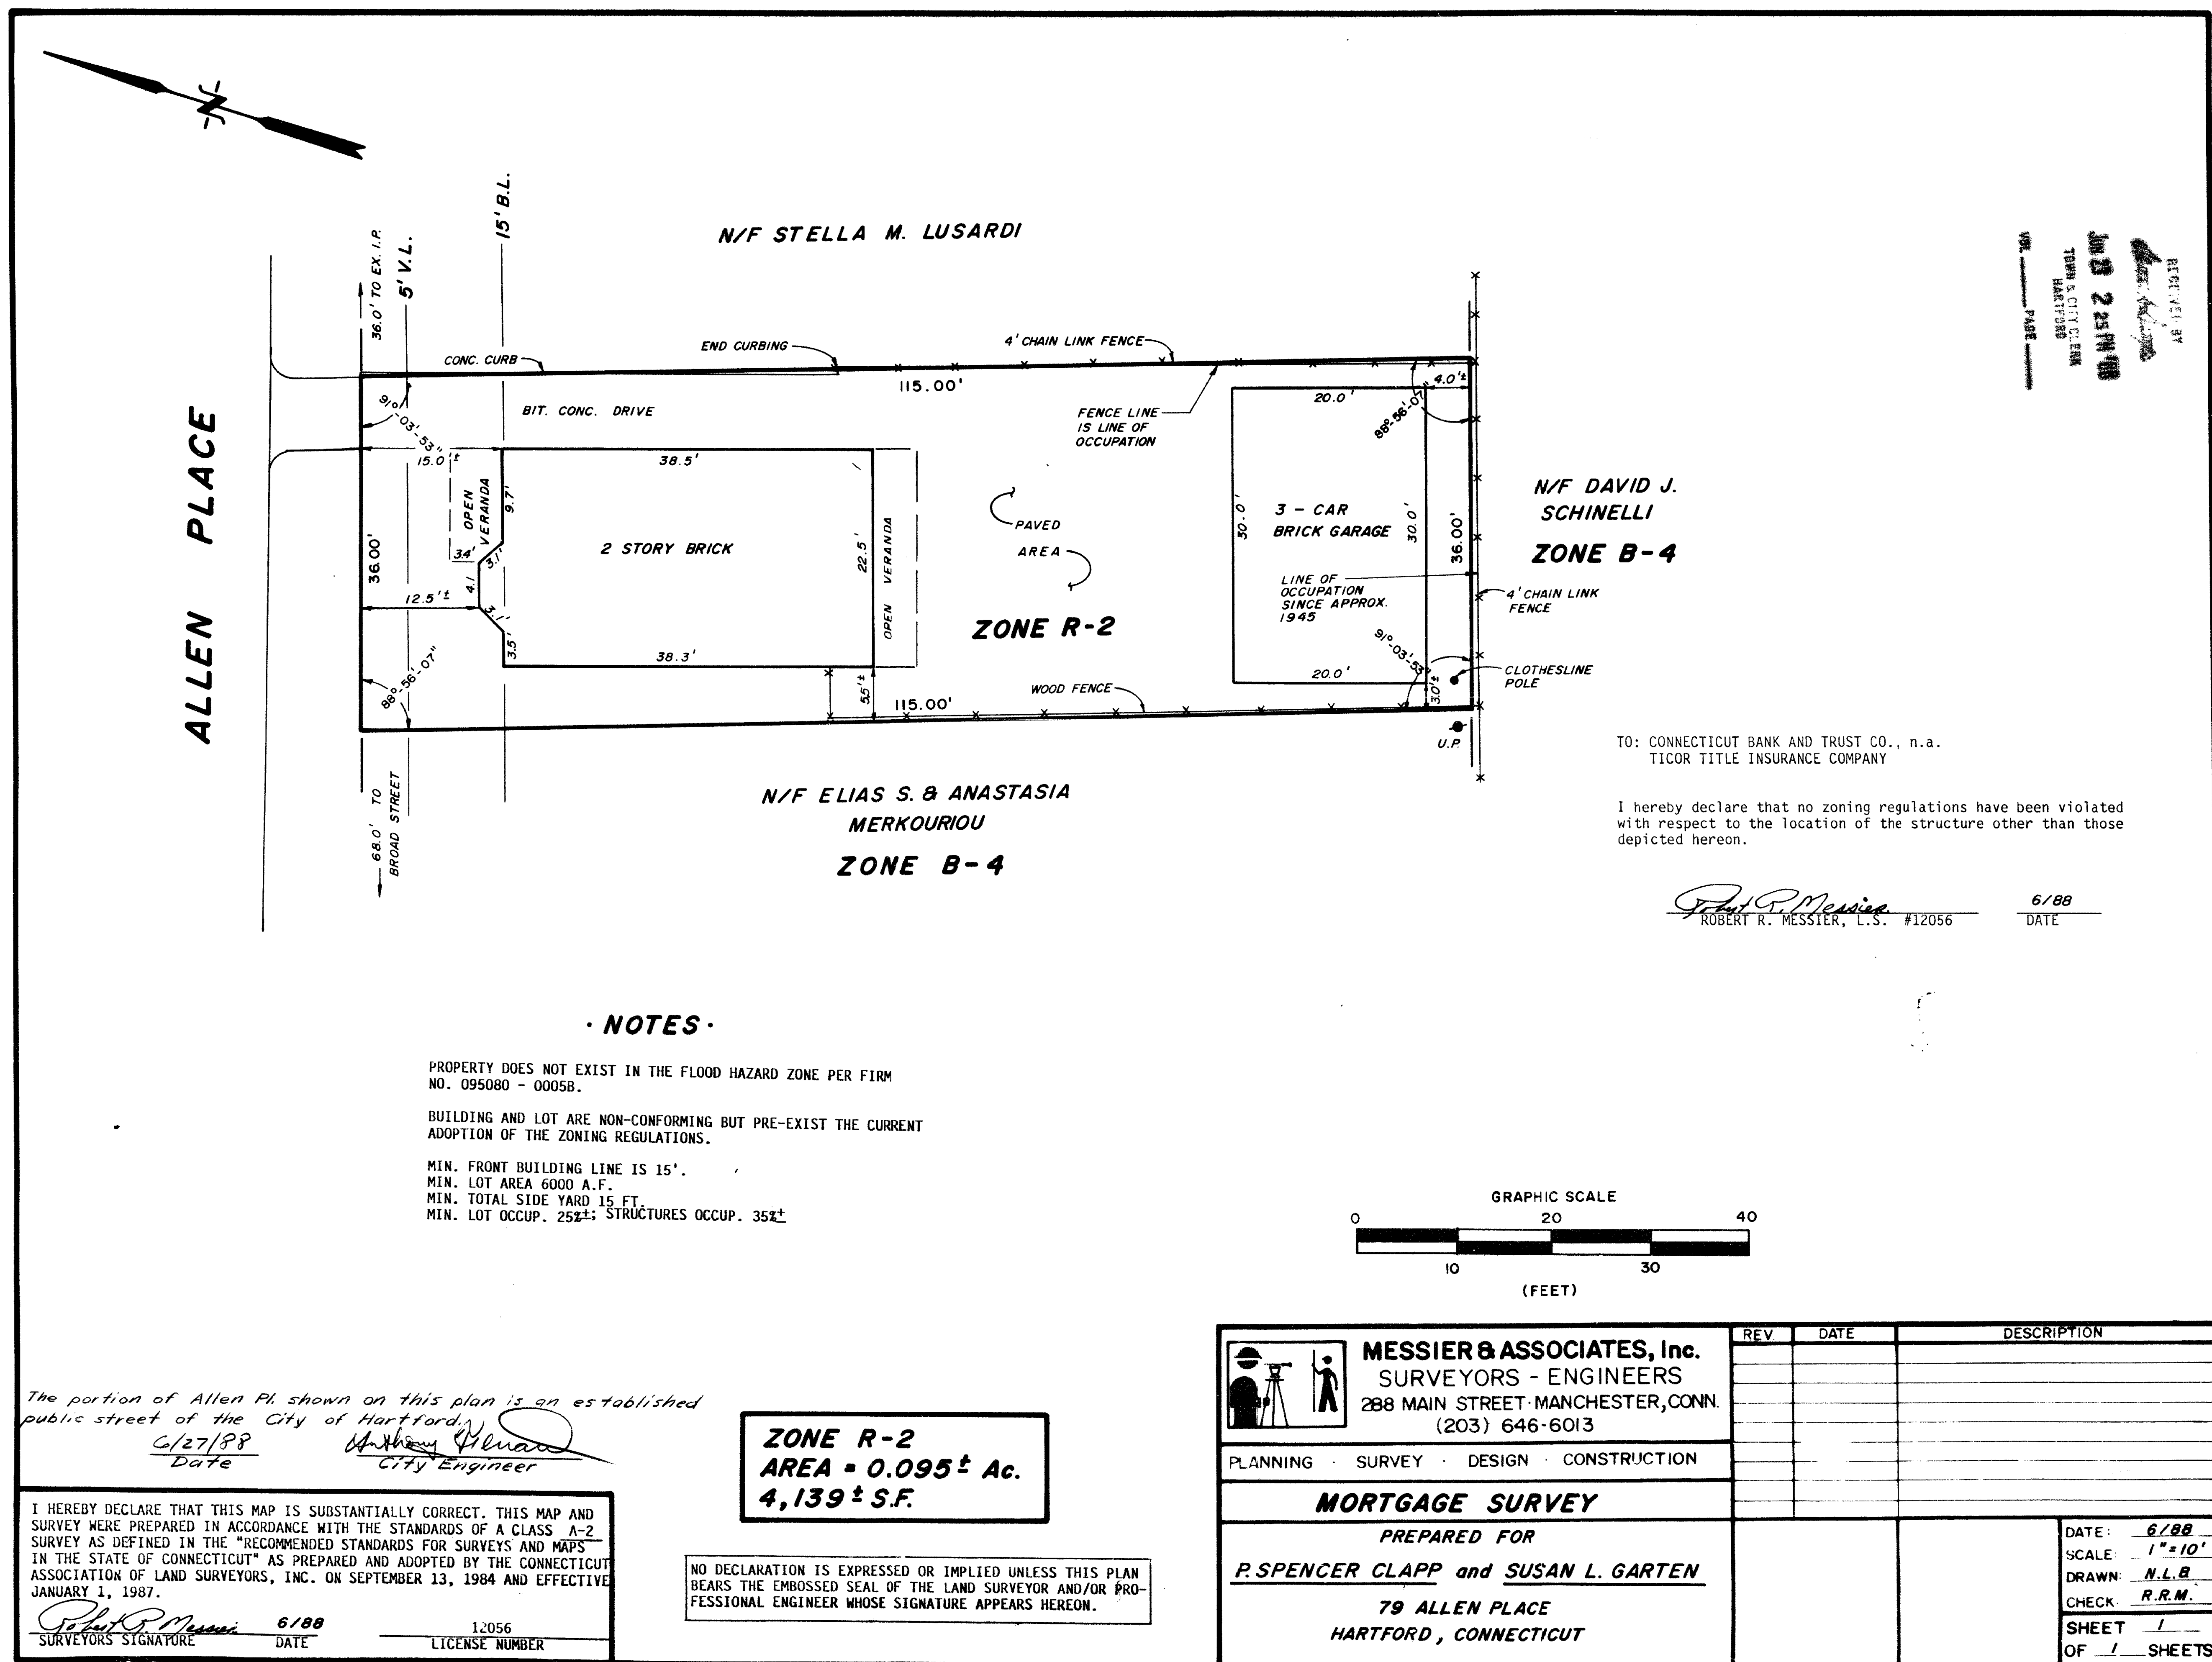 N
36.0' TO EX. I.P.
5' V.L.
15' B.L.
N/F STELLA M. LUSARDI
RECEIVED BY
JUN 28 2 25 PM '88
TOWN & CITY CLERK
HARTFORD
VOL. PAGE
CONC. CURB
END CURBING
4' CHAIN LINK FENCE
115.00'
BIT. CONC. DRIVE
FENCE LINE
IS LINE OF
OCCUPATION
20.0'
4.0'±
88°-56'-07"
91°-03'-53"
15.0'±
38.5'
ALLEN PLACE
36.00'
OPEN
VERANDA
9.7'
3.4'
3.1'
4.1
3.1'
12.5'±
3.5'
88°-56'-07"
2 STORY BRICK
22.5'
OPEN VERANDA
38.3'
5.5'±
PAVED
AREA
ZONE R-2
30.0'
3 - CAR
BRICK GARAGE
30.0'
36.00'
LINE OF
OCCUPATION
SINCE APPROX.
1945
91°-03'-53"
20.0'
3.0'±
N/F DAVID J.
SCHINELLI
ZONE B-4
4' CHAIN LINK
FENCE
CLOTHESLINE
POLE
WOOD FENCE
115.00'
U.P.
68.0' TO
BROAD STREET
N/F ELIAS S. & ANASTASIA
MERKOURIOU
ZONE B-4
TO: CONNECTICUT BANK AND TRUST CO., n.a.
TICOR TITLE INSURANCE COMPANY
I hereby declare that no zoning regulations have been violated
with respect to the location of the structure other than those
depicted hereon.
Robert R. Messier 6/88
ROBERT R. MESSIER, L.S. #12056 DATE
· NOTES ·
PROPERTY DOES NOT EXIST IN THE FLOOD HAZARD ZONE PER FIRM
NO. 095080 - 0005B.
BUILDING AND LOT ARE NON-CONFORMING BUT PRE-EXIST THE CURRENT
ADOPTION OF THE ZONING REGULATIONS.
MIN. FRONT BUILDING LINE IS 15'.
MIN. LOT AREA 6000 A.F.
MIN. TOTAL SIDE YARD 15 FT.
MIN. LOT OCCUP. 25%±; STRUCTURES OCCUP. 35%±
GRAPHIC SCALE
0 20 40
10 30
(FEET)
The portion of Allen Pl. shown on this plan is an established
public street of the City of Hartford.
6/27/88 Anthony
Date City Engineer
I HEREBY DECLARE THAT THIS MAP IS SUBSTANTIALLY CORRECT. THIS MAP AND
SURVEY WERE PREPARED IN ACCORDANCE WITH THE STANDARDS OF A CLASS A-2
SURVEY AS DEFINED IN THE "RECOMMENDED STANDARDS FOR SURVEYS AND MAPS
IN THE STATE OF CONNECTICUT" AS PREPARED AND ADOPTED BY THE CONNECTICUT
ASSOCIATION OF LAND SURVEYORS, INC. ON SEPTEMBER 13, 1984 AND EFFECTIVE
JANUARY 1, 1987.
Robert R. Messier 6/88 12056
SURVEYORS SIGNATURE DATE LICENSE NUMBER
ZONE R-2
AREA = 0.095± Ac.
4,139± S.F.
NO DECLARATION IS EXPRESSED OR IMPLIED UNLESS THIS PLAN
BEARS THE EMBOSSED SEAL OF THE LAND SURVEYOR AND/OR PRO-
FESSIONAL ENGINEER WHOSE SIGNATURE APPEARS HEREON.
MESSIER & ASSOCIATES, Inc.
SURVEYORS - ENGINEERS
288 MAIN STREET · MANCHESTER, CONN.
(203) 646-6013
PLANNING · SURVEY · DESIGN · CONSTRUCTION
MORTGAGE SURVEY
PREPARED FOR
P. SPENCER CLAPP and SUSAN L. GARTEN
79 ALLEN PLACE
HARTFORD, CONNECTICUT
REV. DATE DESCRIPTION
DATE: 6/88
SCALE: 1"=10'
DRAWN: N.L.B
CHECK: R.R.M.
SHEET 1
OF 1 SHEETS